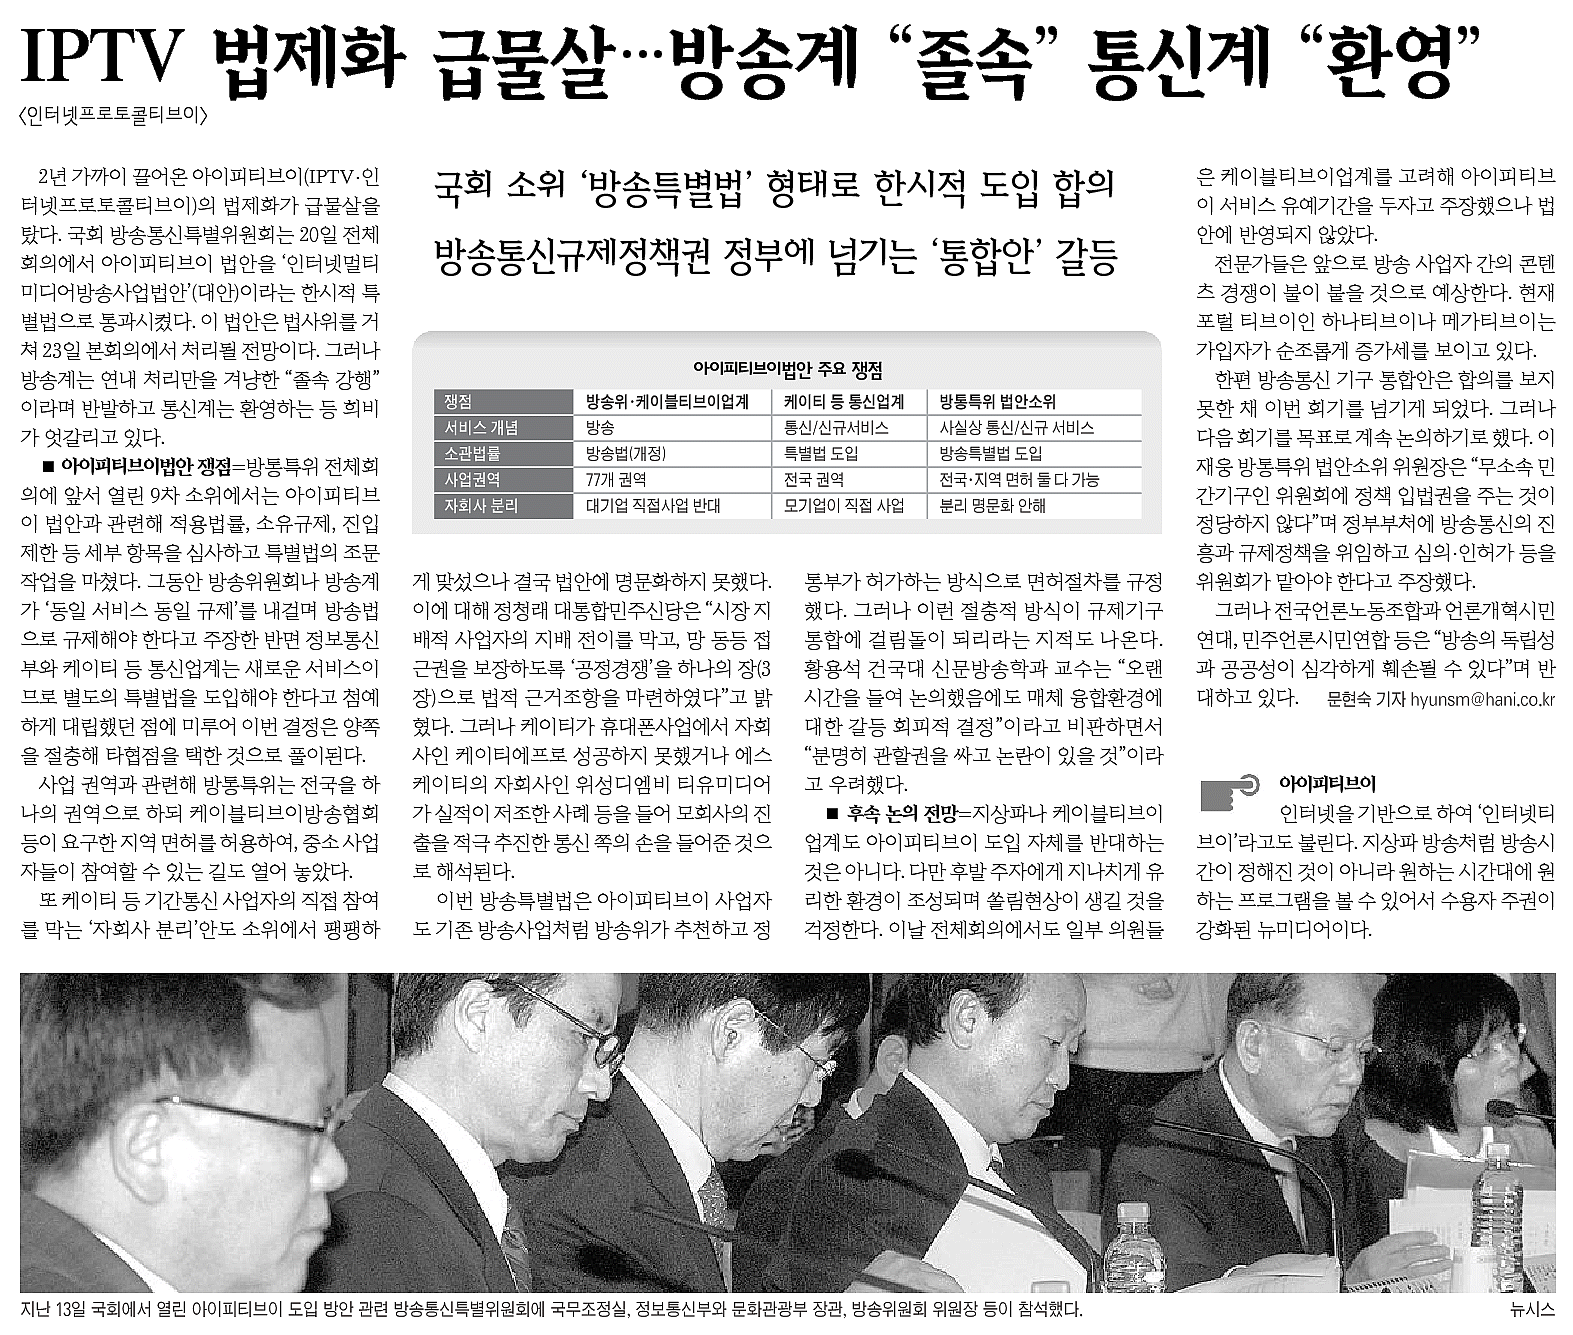 IPTV 법제화 급물살…방송계 “졸속” 통신계 “환영”
〈인터넷프로토콜티브이〉
국회 소위 ‘방송특별법’ 형태로 한시적 도입 합의
방송통신규제정책권 정부에 넘기는 ‘통합안’ 갈등
2년 가까이 끌어온 아이피티브이(IPTV·인
터넷프로토콜티브이)의 법제화가 급물살을
탔다. 국회 방송통신특별위원회는 20일 전체
회의에서 아이피티브이 법안을 ‘인터넷멀티
미디어방송사업법안’(대안)이라는 한시적 특
별법으로 통과시켰다. 이 법안은 법사위를 거
쳐 23일 본회의에서 처리될 전망이다. 그러나
방송계는 연내 처리만을 겨냥한 “졸속 강행”
이라며 반발하고 통신계는 환영하는 등 희비
가 엇갈리고 있다.
■ 아이피티브이법안 쟁점=방통특위 전체회
의에 앞서 열린 9차 소위에서는 아이피티브
이 법안과 관련해 적용법률, 소유규제, 진입
제한 등 세부 항목을 심사하고 특별법의 조문
작업을 마쳤다. 그동안 방송위원회나 방송계
가 ‘동일 서비스 동일 규제’를 내걸며 방송법
으로 규제해야 한다고 주장한 반면 정보통신
부와 케이티 등 통신업계는 새로운 서비스이
므로 별도의 특별법을 도입해야 한다고 첨예
하게 대립했던 점에 미루어 이번 결정은 양쪽
을 절충해 타협점을 택한 것으로 풀이된다.
사업 권역과 관련해 방통특위는 전국을 하
나의 권역으로 하되 케이블티브이방송협회
등이 요구한 지역 면허를 허용하여, 중소 사업
자들이 참여할 수 있는 길도 열어 놓았다.
또 케이티 등 기간통신 사업자의 직접 참여
를 막는 ‘자회사 분리’안도 소위에서 팽팽하
아이피티브이법안 주요 쟁점
쟁점 방송위·케이블티브이업계 케이티 등 통신업계 방통특위 법안소위
서비스 개념 방송 통신/신규서비스 사실상 통신/신규 서비스
소관법률 방송법(개정) 특별법 도입 방송특별법 도입
사업권역 77개 권역 전국 권역 전국·지역 면허 둘 다 가능
자회사 분리 대기업 직접사업 반대 모기업이 직접 사업 분리 명문화 안해
게 맞섰으나 결국 법안에 명문화하지 못했다.
이에 대해 정청래 대통합민주신당은 “시장 지
배적 사업자의 지배 전이를 막고, 망 동등 접
근권을 보장하도록 ‘공정경쟁’을 하나의 장(3
장)으로 법적 근거조항을 마련하였다”고 밝
혔다. 그러나 케이티가 휴대폰사업에서 자회
사인 케이티에프로 성공하지 못했거나 에스
케이티의 자회사인 위성디엠비 티유미디어
가 실적이 저조한 사례 등을 들어 모회사의 진
출을 적극 추진한 통신 쪽의 손을 들어준 것으
로 해석된다.
이번 방송특별법은 아이피티브이 사업자
도 기존 방송사업처럼 방송위가 추천하고 정
통부가 허가하는 방식으로 면허절차를 규정
했다. 그러나 이런 절충적 방식이 규제기구
통합에 걸림돌이 되리라는 지적도 나온다.
황용석 건국대 신문방송학과 교수는 “오랜
시간을 들여 논의했음에도 매체 융합환경에
대한 갈등 회피적 결정”이라고 비판하면서
“분명히 관할권을 싸고 논란이 있을 것”이라
고 우려했다.
■ 후속 논의 전망=지상파나 케이블티브이
업계도 아이피티브이 도입 자체를 반대하는
것은 아니다. 다만 후발 주자에게 지나치게 유
리한 환경이 조성되며 쏠림현상이 생길 것을
걱정한다. 이날 전체회의에서도 일부 의원들
은 케이블티브이업계를 고려해 아이피티브
이 서비스 유예기간을 두자고 주장했으나 법
안에 반영되지 않았다.
전문가들은 앞으로 방송 사업자 간의 콘텐
츠 경쟁이 불이 붙을 것으로 예상한다. 현재
포털 티브이인 하나티브이나 메가티브이는
가입자가 순조롭게 증가세를 보이고 있다.
한편 방송통신 기구 통합안은 합의를 보지
못한 채 이번 회기를 넘기게 되었다. 그러나
다음 회기를 목표로 계속 논의하기로 했다. 이
재웅 방통특위 법안소위 위원장은 “무소속 민
간기구인 위원회에 정책 입법권을 주는 것이
정당하지 않다”며 정부부처에 방송통신의 진
흥과 규제정책을 위임하고 심의·인허가 등을
위원회가 맡아야 한다고 주장했다.
그러나 전국언론노동조합과 언론개혁시민
연대, 민주언론시민연합 등은 “방송의 독립성
과 공공성이 심각하게 훼손될 수 있다”며 반
대하고 있다. 문현숙 기자 hyunsm@hani.co.kr
아이피티브이
인터넷을 기반으로 하여 ‘인터넷티
브이’라고도 불린다. 지상파 방송처럼 방송시
간이 정해진 것이 아니라 원하는 시간대에 원
하는 프로그램을 볼 수 있어서 수용자 주권이
강화된 뉴미디어이다.
지난 13일 국회에서 열린 아이피티브이 도입 방안 관련 방송통신특별위원회에 국무조정실, 정보통신부와 문화관광부 장관, 방송위원회 위원장 등이 참석했다. 뉴시스